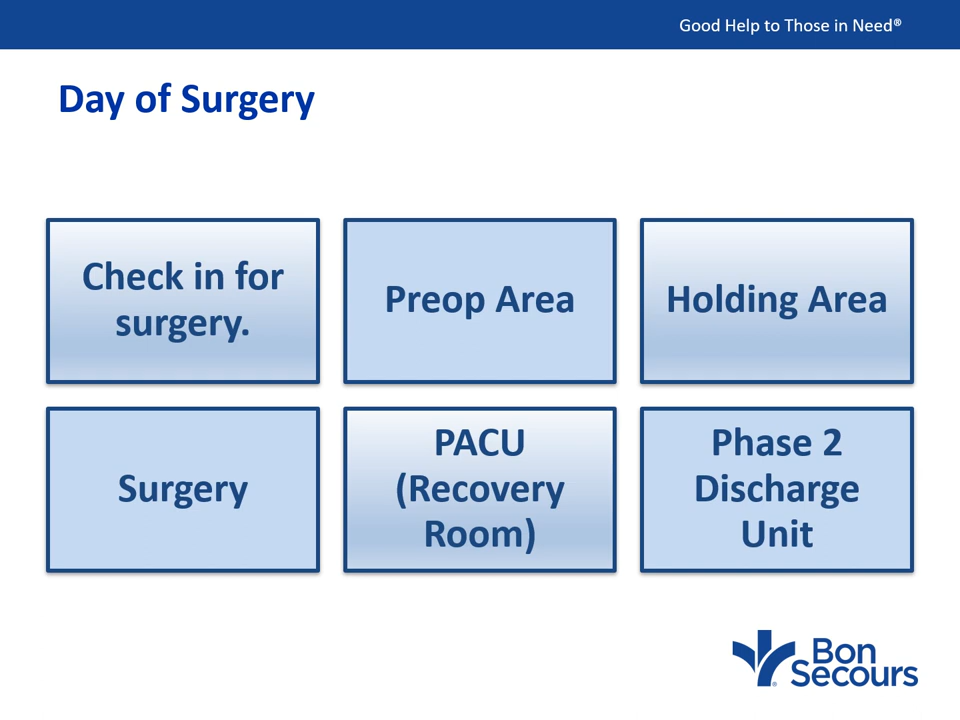 Good Help to Those in Need®
Day of Surgery
Check in for
surgery.
Preop Area
Holding Area
Surgery
PACU
(Recovery
Room)
Phase 2
Discharge
Unit
Bon
Secours